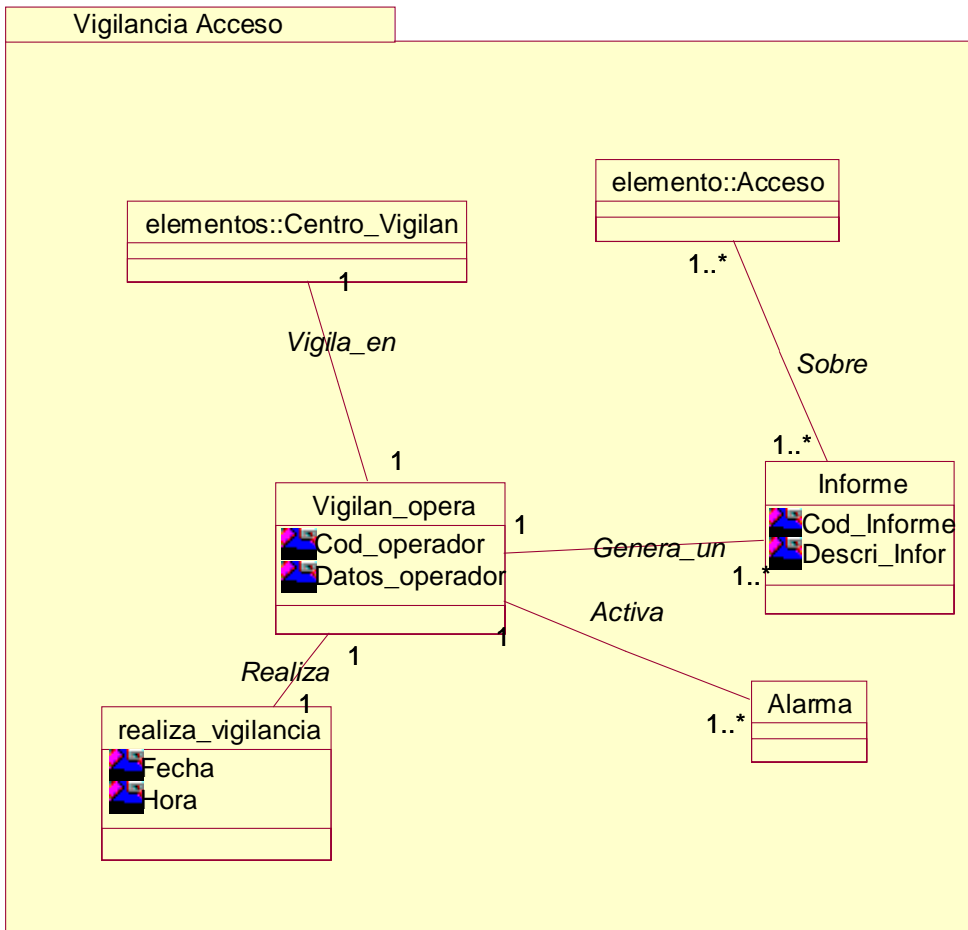 Vigilancia Acceso
elemento::Acceso
elementos::Centro_Vigilan
1..*
1
Vigila_en
Sobre
1..*
1
Informe
Cod_Informe
Descri_Infor
Vigilan_opera
Cod_operador
Datos_operador
1
Genera_un
1..*
Activa
1
1
Realiza
1
realiza_vigilancia
Fecha
Hora
Alarma
1..*